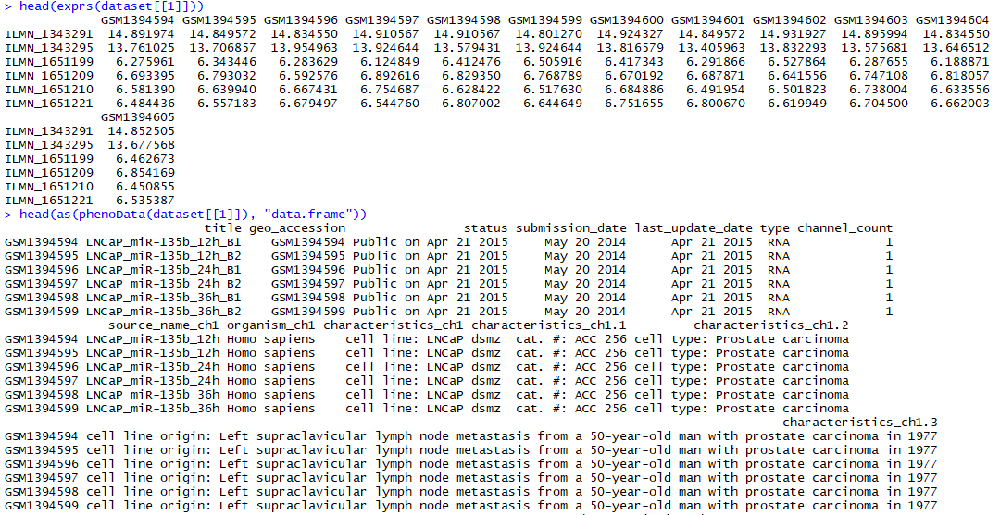 > head(exprs(dataset[[1]]))
GSM1394594 GSM1394595 GSM1394596 GSM1394597 GSM1394598 GSM1394599 GSM1394600 GSM1394601 GSM1394602 GSM1394603 GSM1394604
ILMN_1343291 14.891974 14.849572 14.834550 14.910567 14.910567 14.801270 14.924327 14.849572 14.931927 14.895994 14.834550
ILMN_1343295 13.761025 13.706857 13.954963 13.924644 13.579431 13.924644 13.816579 13.405963 13.832293 13.575681 13.646512
ILMN_1651199 6.275961 6.343446 6.283629 6.124849 6.412476 6.505916 6.417343 6.291866 6.527864 6.287655 6.188871
ILMN_1651209 6.693395 6.793032 6.592576 6.892616 6.829350 6.768789 6.670192 6.687871 6.641556 6.747108 6.818057
ILMN_1651210 6.581390 6.639940 6.667431 6.754687 6.628422 6.517630 6.684886 6.491954 6.501823 6.738004 6.633556
ILMN_1651221 6.484436 6.557183 6.679497 6.544760 6.807002 6.644649 6.751655 6.800670 6.619949 6.704500 6.662003
GSM1394605
ILMN_1343291 14.852505
ILMN_1343295 13.677568
ILMN_1651199 6.462673
ILMN_1651209 6.854169
ILMN_1651210 6.450855
ILMN_1651221 6.535387
> head(as(phenoData(dataset[[1]]), "data.frame"))
title geo_accession status submission_date last_update_date type channel_count
GSM1394594 LNCaP_miR-135b_12h_B1 GSM1394594 Public on Apr 21 2015 May 20 2014 Apr 21 2015 RNA 1
GSM1394595 LNCaP_miR-135b_12h_B2 GSM1394595 Public on Apr 21 2015 May 20 2014 Apr 21 2015 RNA 1
GSM1394596 LNCaP_miR-135b_24h_B1 GSM1394596 Public on Apr 21 2015 May 20 2014 Apr 21 2015 RNA 1
GSM1394597 LNCaP_miR-135b_24h_B2 GSM1394597 Public on Apr 21 2015 May 20 2014 Apr 21 2015 RNA 1
GSM1394598 LNCaP_miR-135b_36h_B1 GSM1394598 Public on Apr 21 2015 May 20 2014 Apr 21 2015 RNA 1
GSM1394599 LNCaP_miR-135b_36h_B2 GSM1394599 Public on Apr 21 2015 May 20 2014 Apr 21 2015 RNA 1
source_name_ch1 organism_ch1 characteristics_ch1 characteristics_ch1.1 characteristics_ch1.2
GSM1394594 LNCaP_miR-135b_12h Homo sapiens cell line: LNCaP dsmz cat. #: ACC 256 cell type: Prostate carcinoma
GSM1394595 LNCaP_miR-135b_12h Homo sapiens cell line: LNCaP dsmz cat. #: ACC 256 cell type: Prostate carcinoma
GSM1394596 LNCaP_miR-135b_24h Homo sapiens cell line: LNCaP dsmz cat. #: ACC 256 cell type: Prostate carcinoma
GSM1394597 LNCaP_miR-135b_24h Homo sapiens cell line: LNCaP dsmz cat. #: ACC 256 cell type: Prostate carcinoma
GSM1394598 LNCaP_miR-135b_36h Homo sapiens cell line: LNCaP dsmz cat. #: ACC 256 cell type: Prostate carcinoma
GSM1394599 LNCaP_miR-135b_36h Homo sapiens cell line: LNCaP dsmz cat. #: ACC 256 cell type: Prostate carcinoma
characteristics_ch1.3
GSM1394594 cell line origin: Left supraclavicular lymph node metastasis from a 50-year-old man with prostate carcinoma in 1977
GSM1394595 cell line origin: Left supraclavicular lymph node metastasis from a 50-year-old man with prostate carcinoma in 1977
GSM1394596 cell line origin: Left supraclavicular lymph node metastasis from a 50-year-old man with prostate carcinoma in 1977
GSM1394597 cell line origin: Left supraclavicular lymph node metastasis from a 50-year-old man with prostate carcinoma in 1977
GSM1394598 cell line origin: Left supraclavicular lymph node metastasis from a 50-year-old man with prostate carcinoma in 1977
GSM1394599 cell line origin: Left supraclavicular lymph node metastasis from a 50-year-old man with prostate carcinoma in 1977